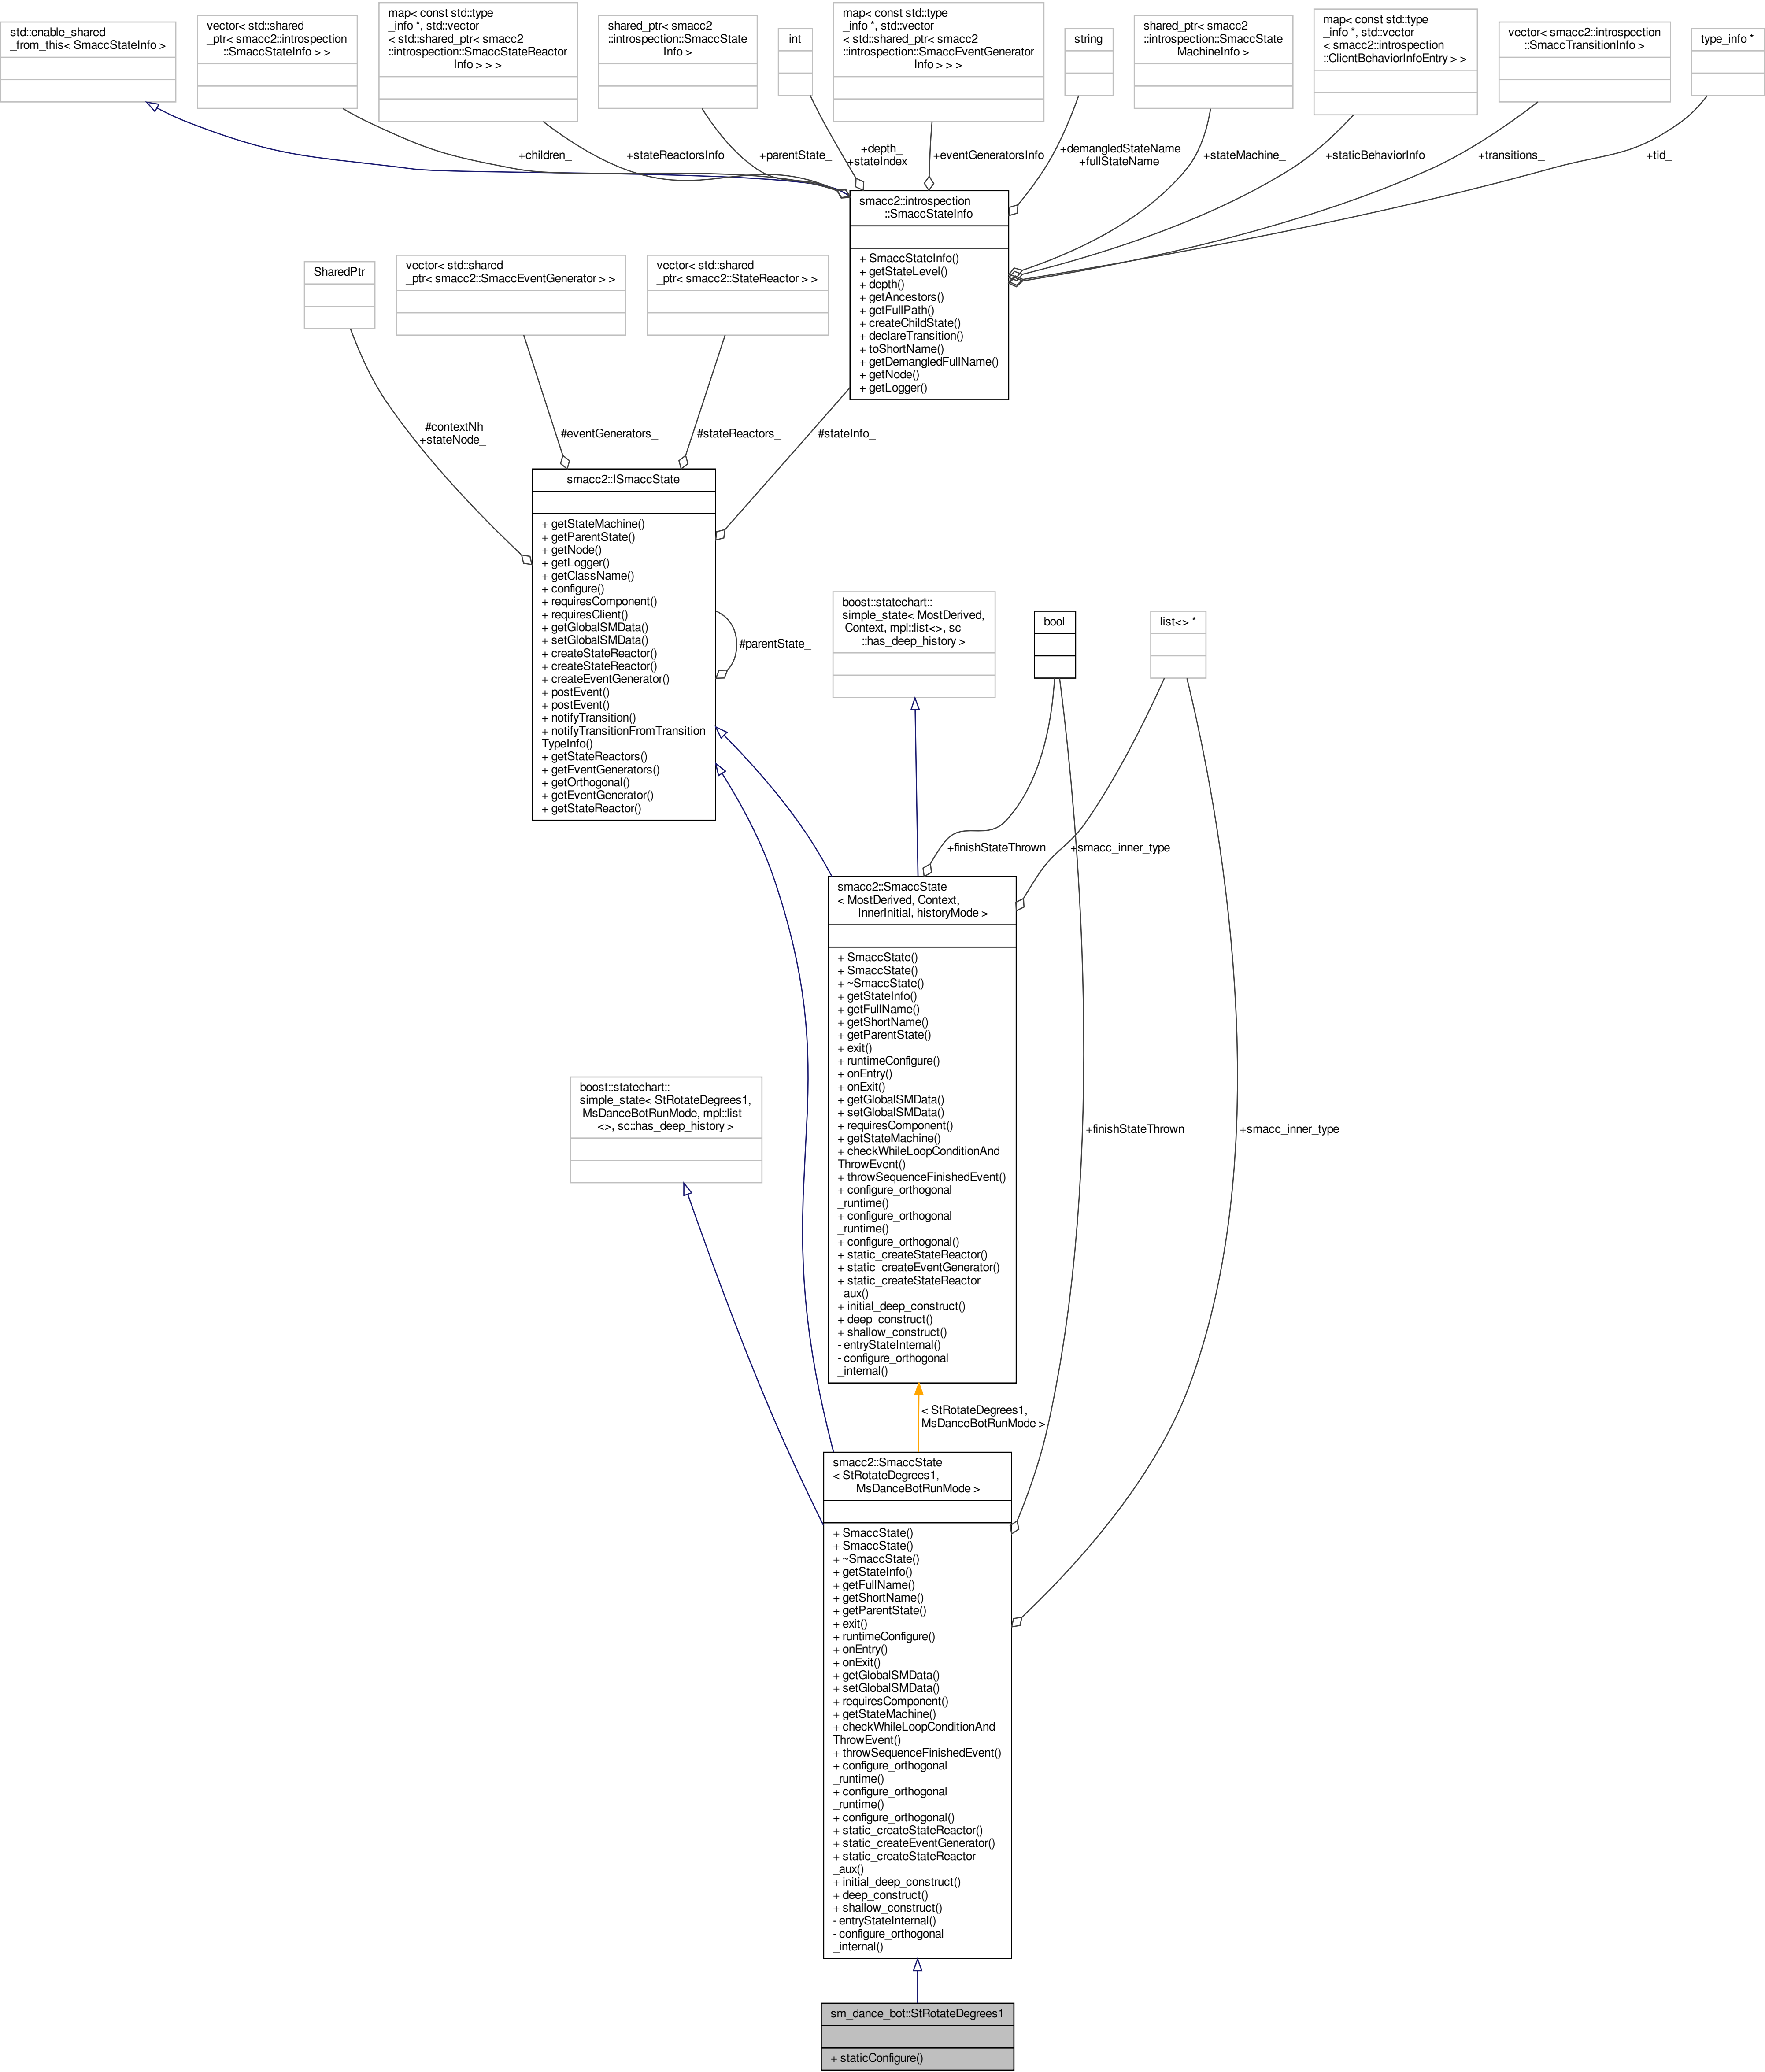 std::enable_shared
_from_this< SmaccStateInfo >
vector< std::shared
_ptr< smacc2::introspection
::SmaccStateInfo > >
map< const std::type
_info *, std::vector
< std::shared_ptr< smacc2
::introspection::SmaccStateReactor
Info > > >
shared_ptr< smacc2
::introspection::SmaccState
Info >
int
map< const std::type
_info *, std::vector
< std::shared_ptr< smacc2
::introspection::SmaccEventGenerator
Info > > >
string
shared_ptr< smacc2
::introspection::SmaccState
MachineInfo >
map< const std::type
_info *, std::vector
< smacc2::introspection
::ClientBehaviorInfoEntry > >
vector< smacc2::introspection
::SmaccTransitionInfo >
type_info *
+children_
+stateReactorsInfo
+parentState_
+depth_
+stateIndex_
+eventGeneratorsInfo
+demangledStateName
+fullStateName
+stateMachine_
+staticBehaviorInfo
+transitions_
+tid_
smacc2::introspection
::SmaccStateInfo
+ SmaccStateInfo()
+ getStateLevel()
+ depth()
+ getAncestors()
+ getFullPath()
+ createChildState()
+ declareTransition()
+ toShortName()
+ getDemangledFullName()
+ getNode()
+ getLogger()
SharedPtr
vector< std::shared
_ptr< smacc2::SmaccEventGenerator > >
vector< std::shared
_ptr< smacc2::StateReactor > >
#contextNh
+stateNode_
#eventGenerators_
#stateReactors_
#stateInfo_
smacc2::ISmaccState
+ getStateMachine()
+ getParentState()
+ getNode()
+ getLogger()
+ getClassName()
+ configure()
+ requiresComponent()
+ requiresClient()
+ getGlobalSMData()
+ setGlobalSMData()
+ createStateReactor()
+ createStateReactor()
+ createEventGenerator()
+ postEvent()
+ postEvent()
+ notifyTransition()
+ notifyTransitionFromTransition
TypeInfo()
+ getStateReactors()
+ getEventGenerators()
+ getOrthogonal()
+ getEventGenerator()
+ getStateReactor()
#parentState_
boost::statechart::
simple_state< MostDerived,
Context, mpl::list<>, sc
::has_deep_history >
bool
list<> *
+finishStateThrown
+smacc_inner_type
smacc2::SmaccState
< MostDerived, Context,
InnerInitial, historyMode >
+ SmaccState()
+ SmaccState()
+ ~SmaccState()
+ getStateInfo()
+ getFullName()
+ getShortName()
+ getParentState()
+ exit()
+ runtimeConfigure()
+ onEntry()
+ onExit()
+ getGlobalSMData()
+ setGlobalSMData()
+ requiresComponent()
+ getStateMachine()
+ checkWhileLoopConditionAnd
ThrowEvent()
+ throwSequenceFinishedEvent()
+ configure_orthogonal
_runtime()
+ configure_orthogonal
_runtime()
+ configure_orthogonal()
+ static_createStateReactor()
+ static_createEventGenerator()
+ static_createStateReactor
_aux()
+ initial_deep_construct()
+ deep_construct()
+ shallow_construct()
- entryStateInternal()
- configure_orthogonal
_internal()
boost::statechart::
simple_state< StRotateDegrees1,
MsDanceBotRunMode, mpl::list
<>, sc::has_deep_history >
+finishStateThrown
+smacc_inner_type
< StRotateDegrees1,
MsDanceBotRunMode >
smacc2::SmaccState
< StRotateDegrees1,
MsDanceBotRunMode >
+ SmaccState()
+ SmaccState()
+ ~SmaccState()
+ getStateInfo()
+ getFullName()
+ getShortName()
+ getParentState()
+ exit()
+ runtimeConfigure()
+ onEntry()
+ onExit()
+ getGlobalSMData()
+ setGlobalSMData()
+ requiresComponent()
+ getStateMachine()
+ checkWhileLoopConditionAnd
ThrowEvent()
+ throwSequenceFinishedEvent()
+ configure_orthogonal
_runtime()
+ configure_orthogonal
_runtime()
+ configure_orthogonal()
+ static_createStateReactor()
+ static_createEventGenerator()
+ static_createStateReactor
_aux()
+ initial_deep_construct()
+ deep_construct()
+ shallow_construct()
- entryStateInternal()
- configure_orthogonal
_internal()
sm_dance_bot::StRotateDegrees1
+ staticConfigure()